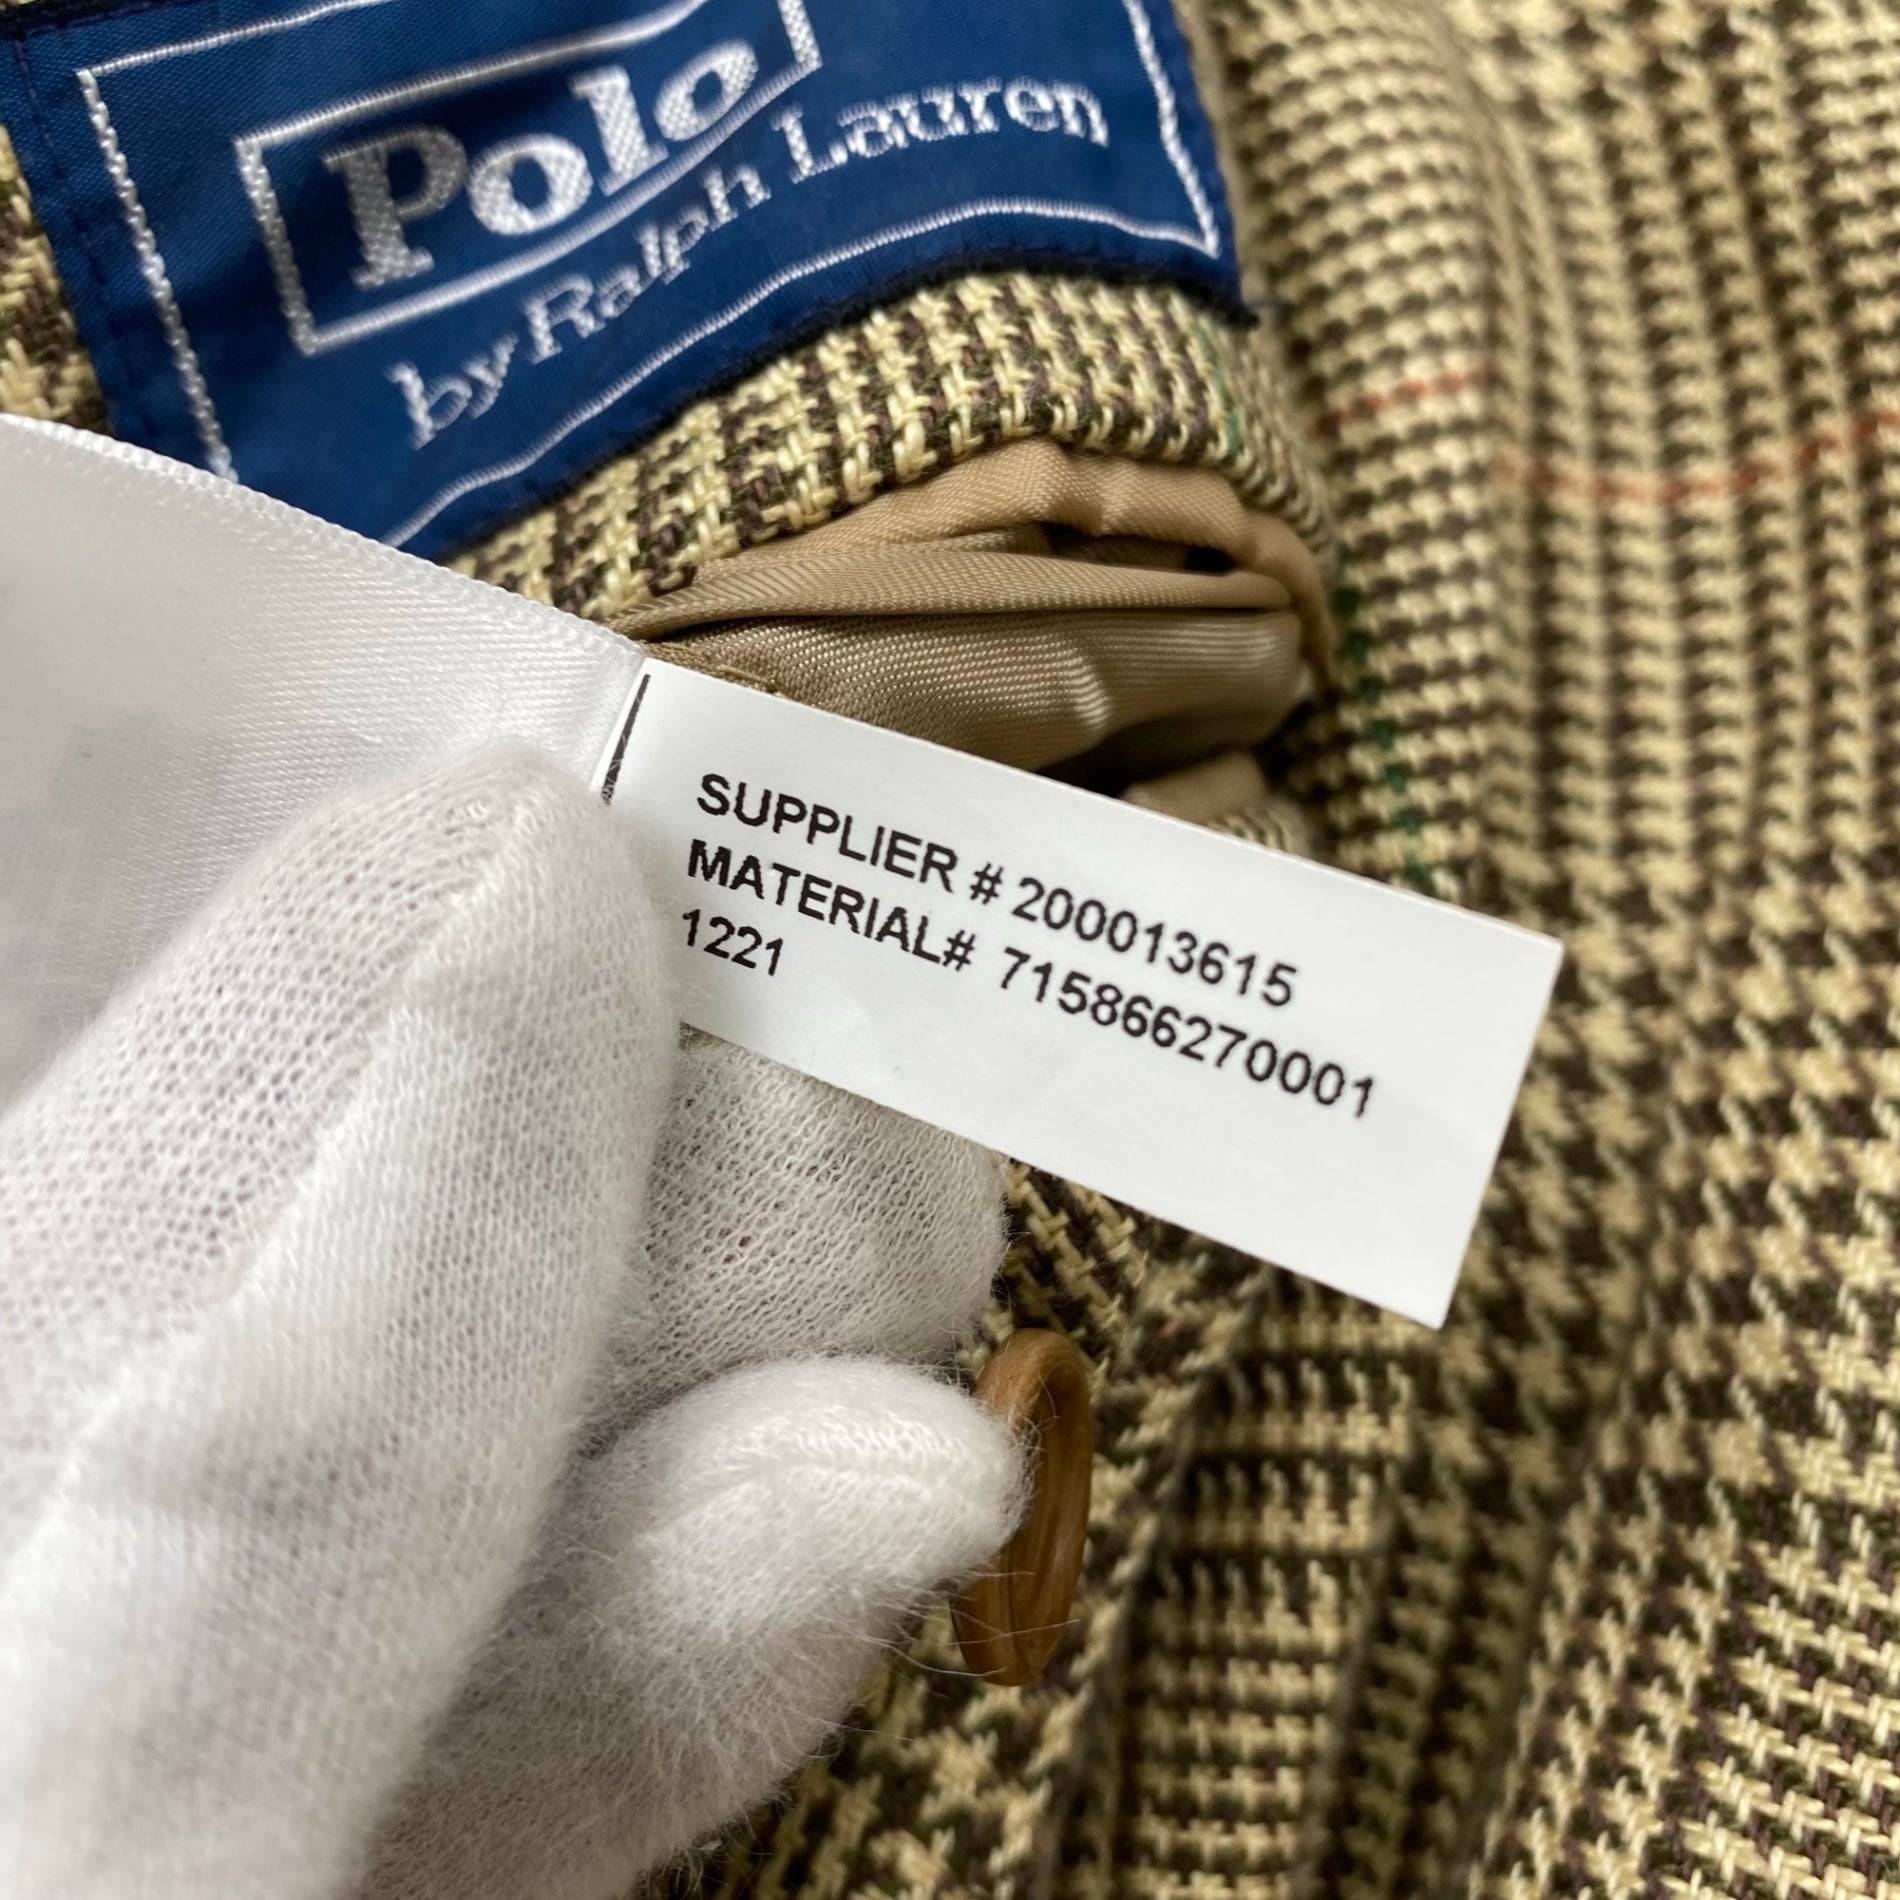 Polo
by Ralph Lauren
SUPPLIER # 200013615
MATERIAL# 715866270001
1221